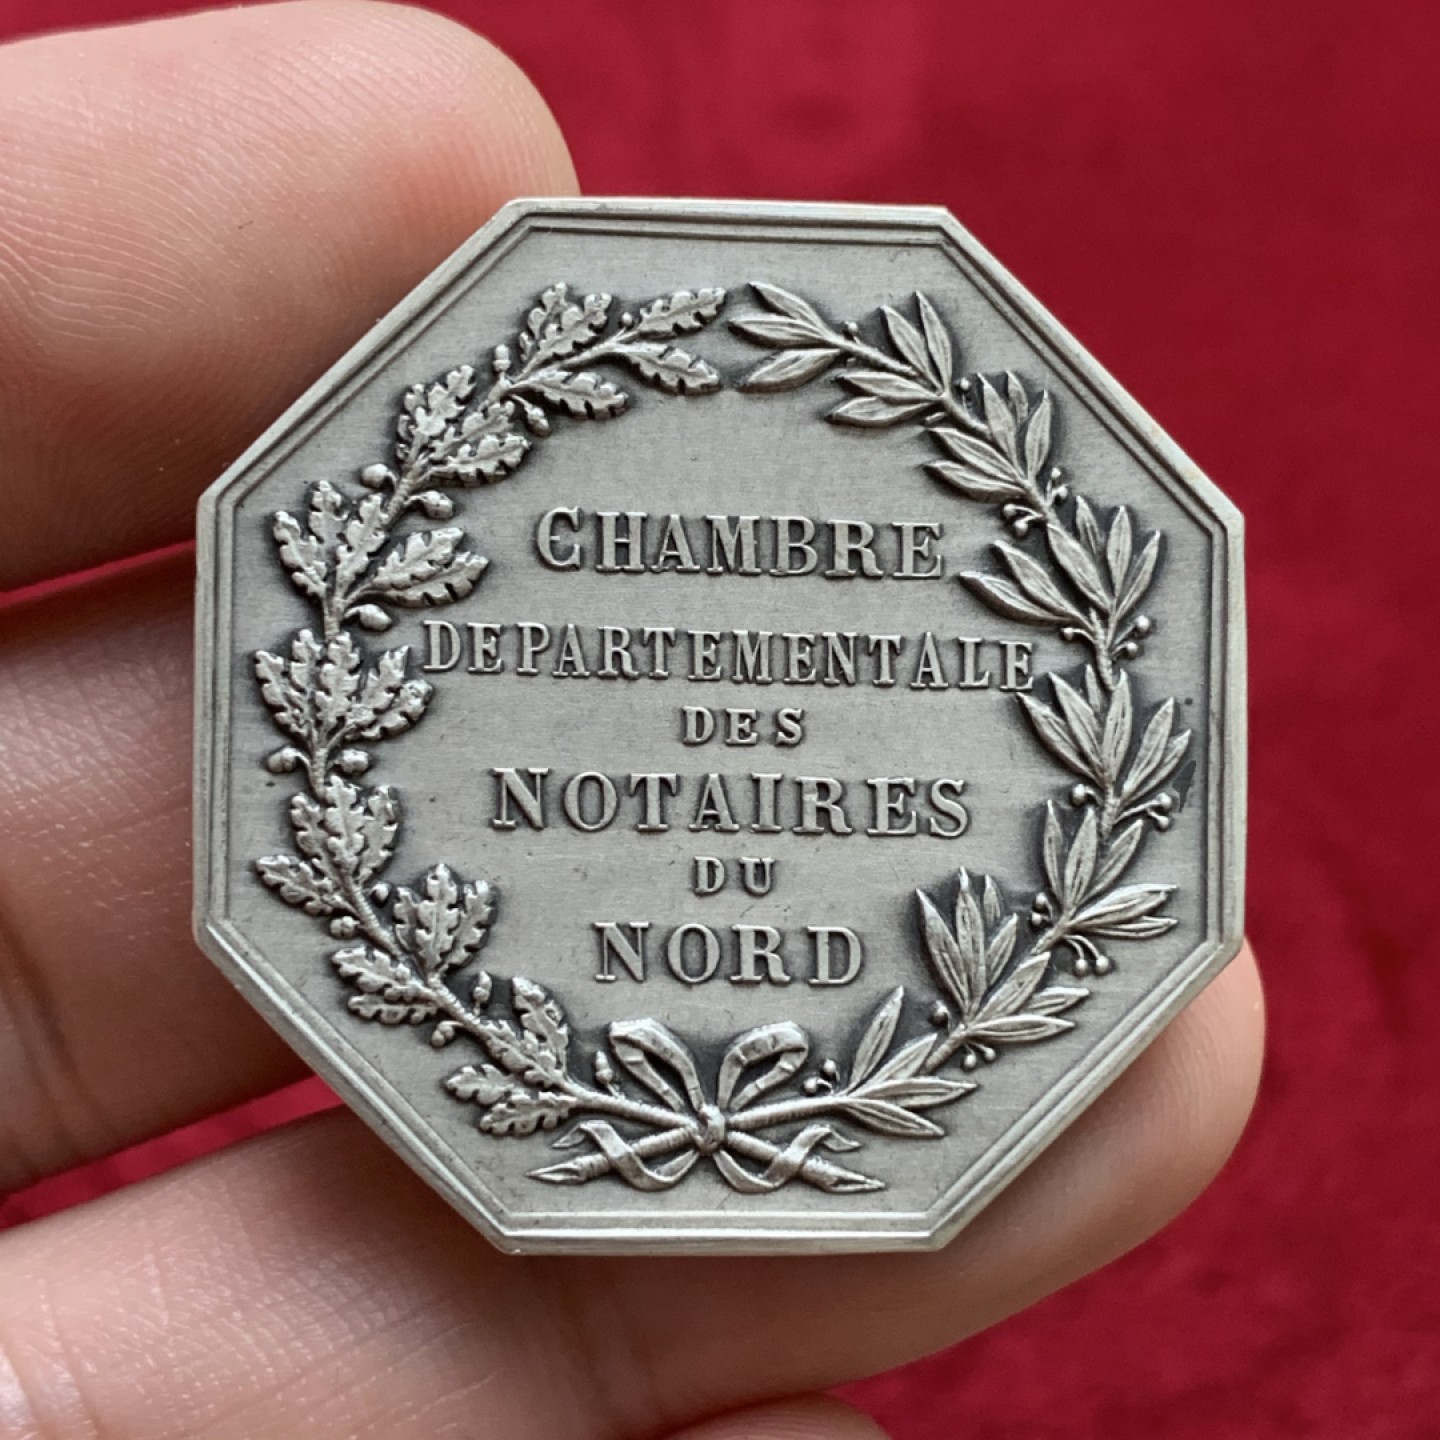 CHAMBRE
DEPARTEMENTALE
DES
NOTAIRES
DU
NORD